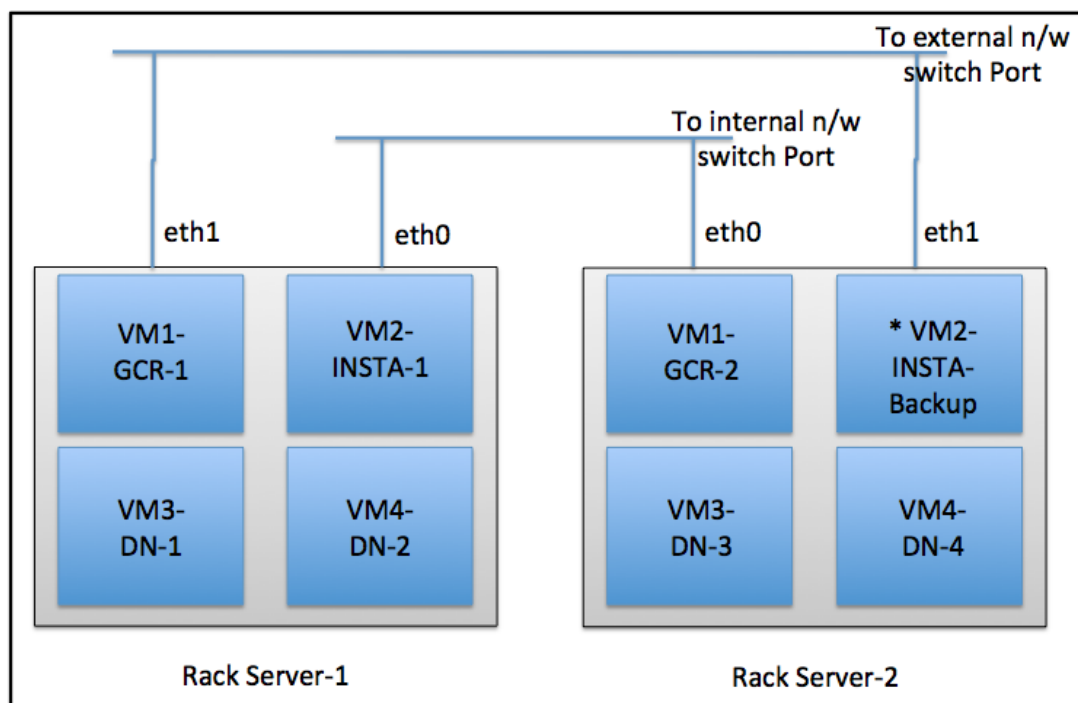 To external n/w
switch Port
To internal n/w
switch Port
eth1
eth0
eth0
eth1
VM1-
GCR-1
VM2-
INSTA-1
VM1-
GCR-2
* VM2-
INSTA-
Backup
VM3-
DN-1
VM4-
DN-2
VM3-
DN-3
VM4-
DN-4
Rack Server-1
Rack Server-2